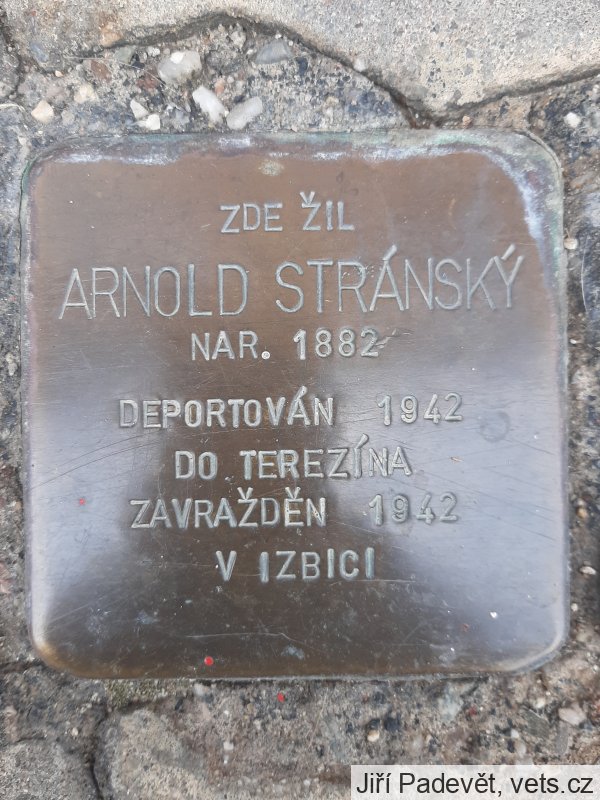 ZDE ŽIL
ARNOLD STRÁNSKÝ
NAR. 1882
DEPORTOVÁN 1942
DO TEREZÍNA
ZAVRAŽDĚN 1942
V IZBICI
Jiří Padevět, vets.cz